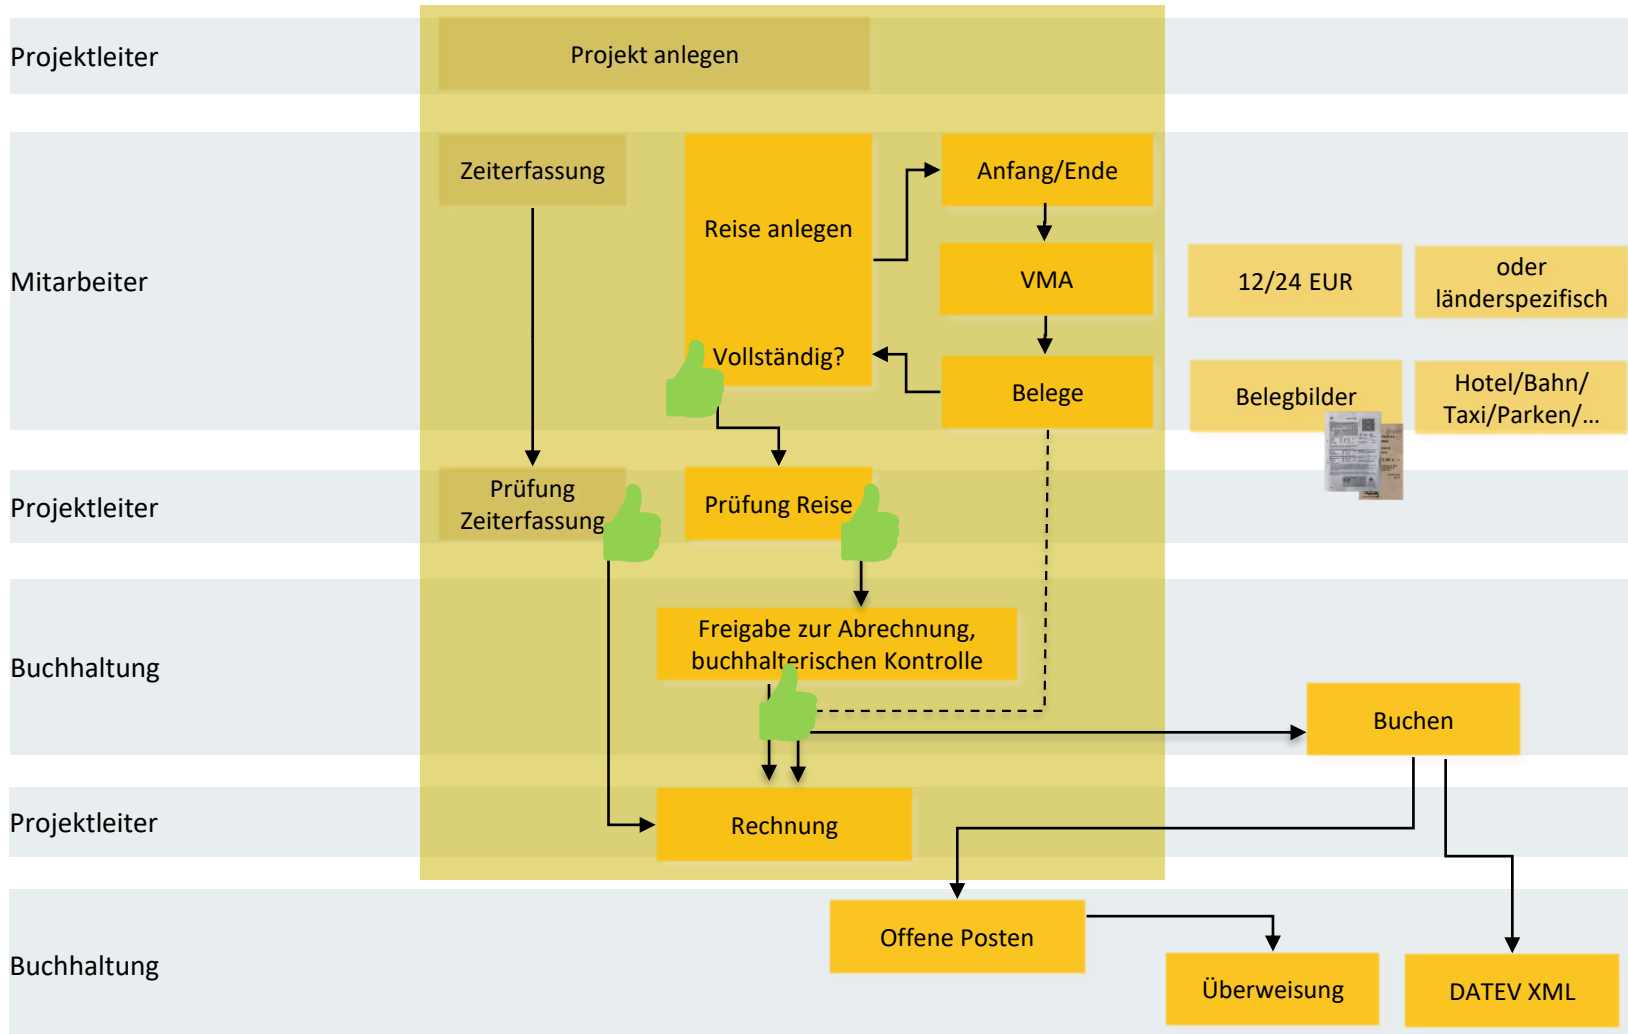 Projektleiter
Projekt anlegen
Mitarbeiter
Zeiterfassung
Reise anlegen
Vollständig?
Anfang/Ende
VMA
12/24 EUR
oder
länderspezifisch
Belege
Belegbilder
Hotel/Bahn/
Taxi/Parken/...
Projektleiter
Prüfung
Zeiterfassung
Prüfung Reise
Buchhaltung
Freigabe zur Abrechnung,
buchhalterischen Kontrolle
Buchen
Projektleiter
Rechnung
Buchhaltung
Offene Posten
Überweisung
DATEV XML